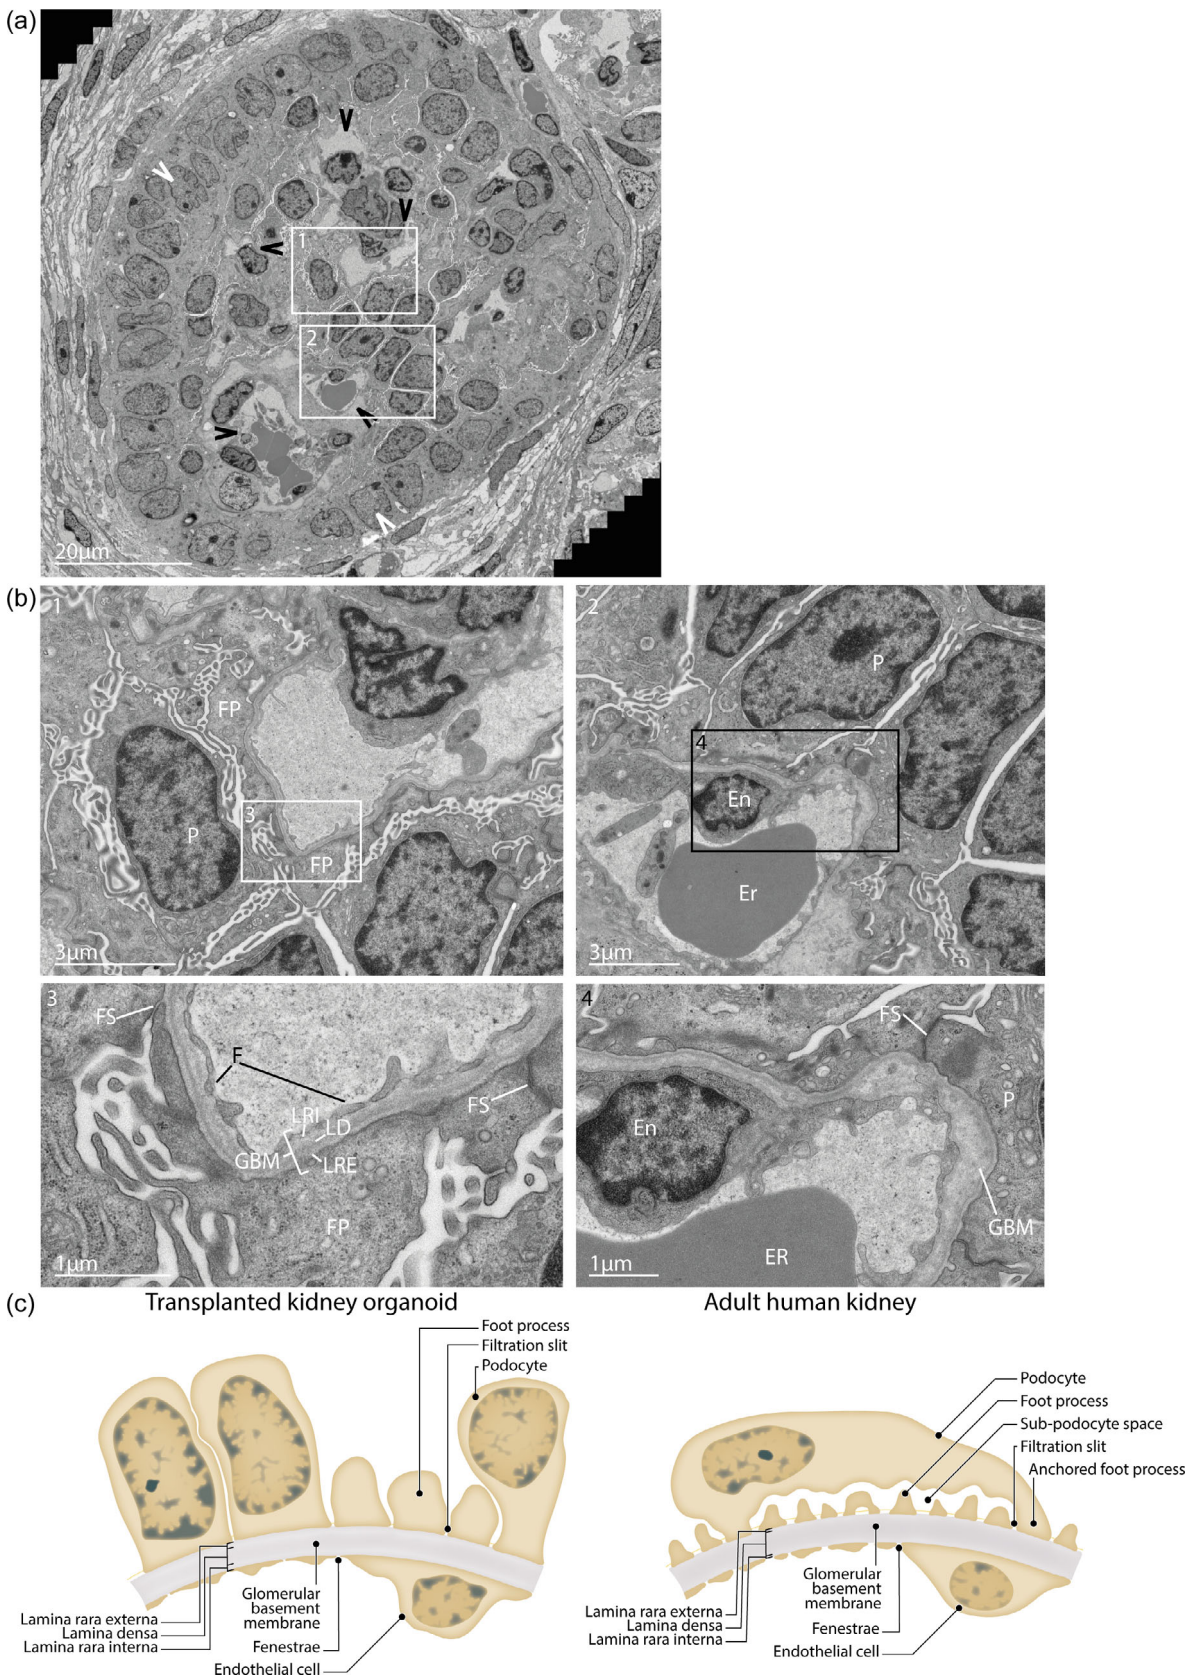 (a)
1
2
20µm
(b)
1
FP
P
3
FP
3µm
2
P
4
En
Er
3µm
3
FS
F
FS
LRI
LD
GBM
LRE
FP
1µm
4
FS
En
P
GBM
ER
1µm
(c)
Transplanted kidney organoid
Foot process
Filtration slit
Podocyte
Glomerular
basement
membrane
Lamina rara externa
Lamina densa
Lamina rara interna
Fenestrae
Endothelial cell
Adult human kidney
Podocyte
Foot process
Sub-podocyte space
Filtration slit
Anchored foot process
Glomerular
basement
membrane
Lamina rara externa
Lamina densa
Lamina rara interna
Fenestrae
Endothelial cell